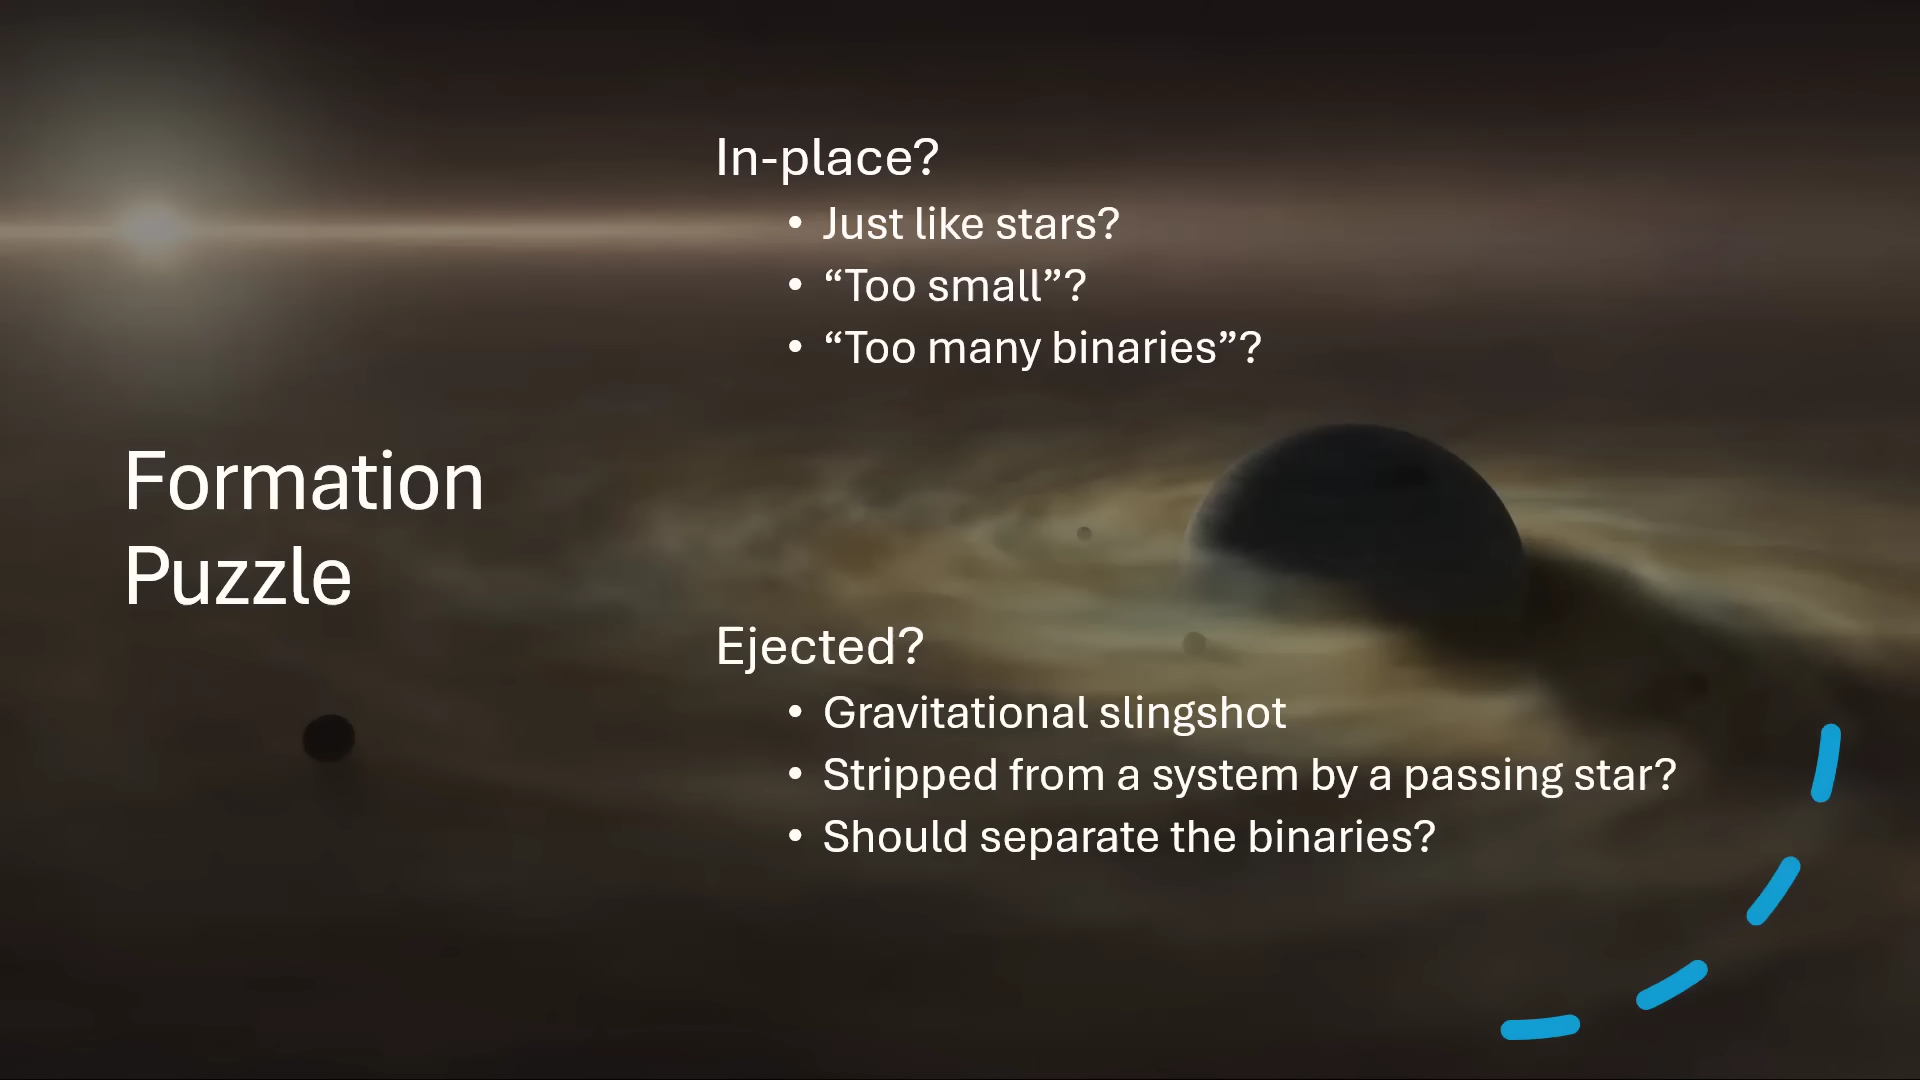 Formation
Puzzle
In-place?
• Just like stars?
• “Too small”?
• “Too many binaries”?
Ejected?
• Gravitational slingshot
• Stripped from a system by a passing star?
• Should separate the binaries?